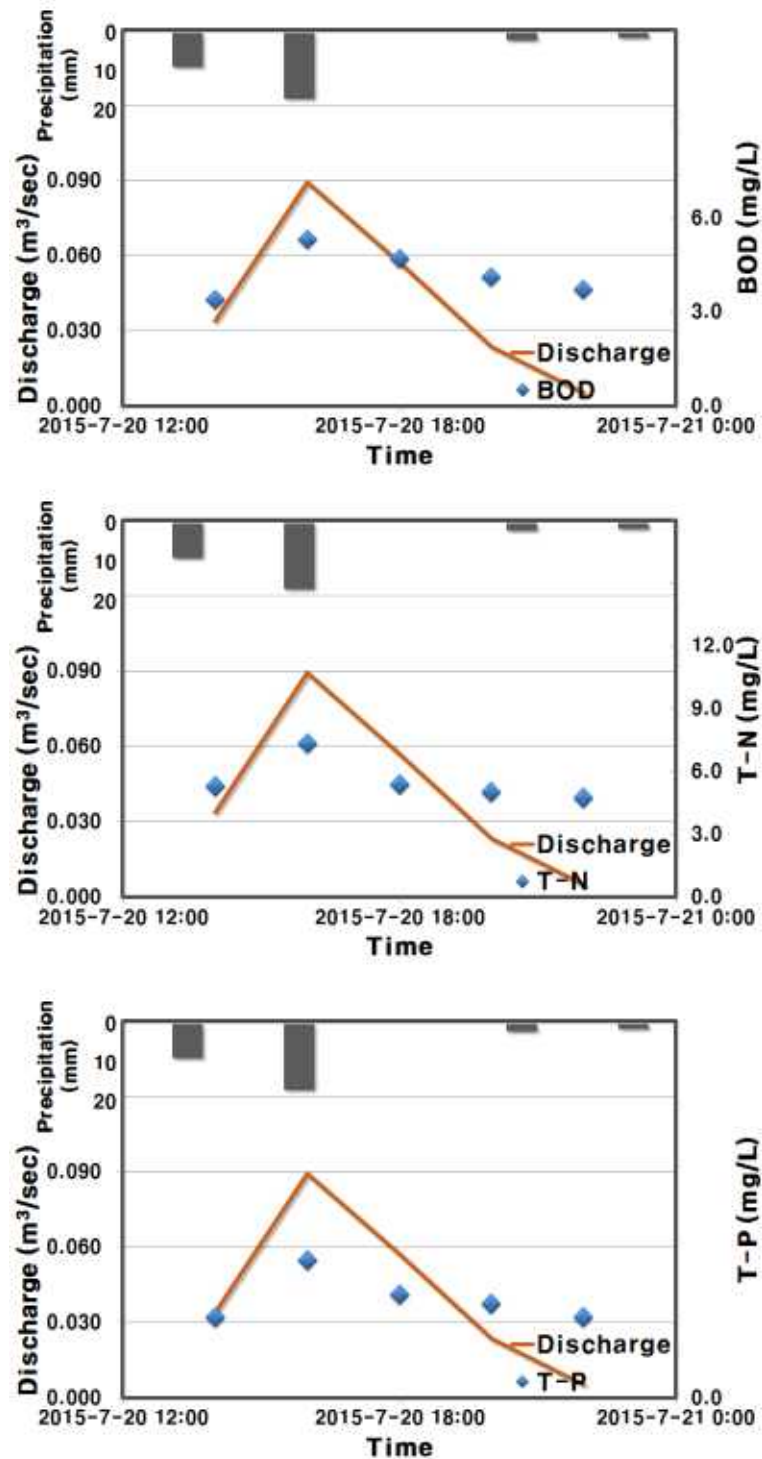 Precipitation
(mm)
0
10
20
Discharge (m³/sec)
0.090
0.060
0.030
0.000
BOD (mg/L)
6.0
3.0
0.0
Discharge
BOD
2015-7-20 12:00
2015-7-20 18:00
2015-7-21 0:00
Time
Precipitation
(mm)
0
10
20
Discharge (m³/sec)
0.090
0.060
0.030
0.000
T-N (mg/L)
12.0
9.0
6.0
3.0
0.0
Discharge
T-N
2015-7-20 12:00
2015-7-20 18:00
2015-7-21 0:00
Time
Precipitation
(mm)
0
10
20
Discharge (m³/sec)
0.090
0.060
0.030
0.000
T-P (mg/L)
0.0
Discharge
T-P
2015-7-20 12:00
2015-7-20 18:00
2015-7-21 0:00
Time